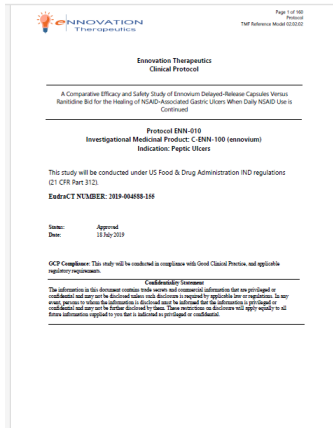 Page 1 of 160
Protocol
TMF Reference Model 02.02.02
eNNOVATION
Therapeutics
Ennovation Therapeutics
Clinical Protocol
A Comparative Efficacy and Safety Study of Ennovium Delayed-Release Capsules Versus
Ranitidine Bid for the Healing of NSAID-Associated Gastric Ulcers When Daily NSAID Use is
Continued
Protocol ENN-010
Investigational Medicinal Product: C-ENN-100 (ennovium)
Indication: Peptic Ulcers
This study will be conducted under US Food & Drug Administration IND regulations
(21 CFR Part 312).
EudraCT NUMBER: 2019-004588-156
Status: Approved
Date: 18 July 2019
GCP Compliance: This study will be conducted in compliance with Good Clinical Practice, and applicable
regulatory requirements.
Confidentiality Statement
The information in this document contains trade secrets and commercial information that are privileged or
confidential and may not be disclosed unless such disclosure is required by applicable law or regulations. In any
event, persons to whom the information is disclosed must be informed that the information is privileged or
confidential and may not be further disclosed by them. These restrictions on disclosure will apply equally to all
future information supplied to you that is indicated as privileged or confidential.